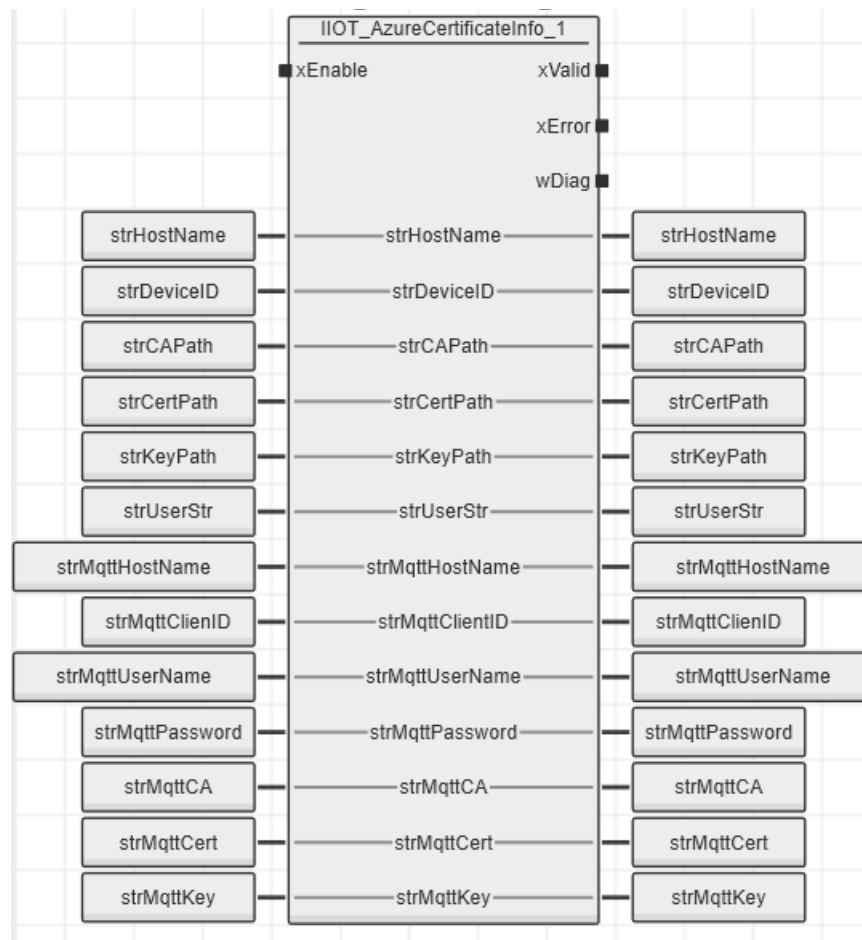 IIOT_AzureCertificateInfo_1
xEnable xValid
xError
wDiag
strHostName strHostName strHostName
strDeviceID strDeviceID strDeviceID
strCAPath strCAPath strCAPath
strCertPath strCertPath strCertPath
strKeyPath strKeyPath strKeyPath
strUserStr strUserStr strUserStr
strMqttHostName strMqttHostName strMqttHostName
strMqttClienID strMqttClientID strMqttClienID
strMqttUserName strMqttUserName strMqttUserName
strMqttPassword strMqttPassword strMqttPassword
strMqttCA strMqttCA strMqttCA
strMqttCert strMqttCert strMqttCert
strMqttKey strMqttKey strMqttKey